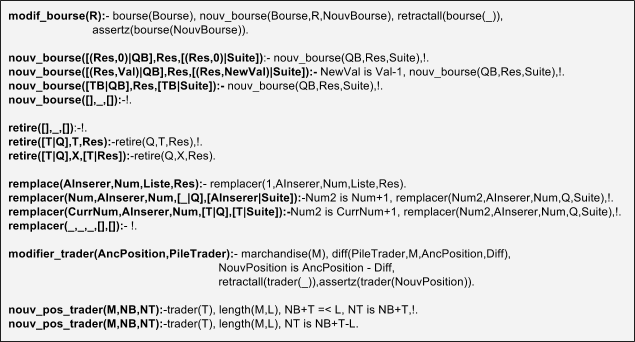 modif_bourse(R):- bourse(Bourse), nouv_bourse(Bourse,R,NouvBourse), retractall(bourse(_)),
assertz(bourse(NouvBourse)).
nouv_bourse([(Res,0)|QB],Res,[(Res,0)|Suite]):- nouv_bourse(QB,Res,Suite),!.
nouv_bourse([(Res,Val)|QB],Res,[(Res,NewVal)|Suite]):- NewVal is Val-1, nouv_bourse(QB,Res,Suite),!.
nouv_bourse([TB|QB],Res,[TB|Suite]):- nouv_bourse(QB,Res,Suite),!.
nouv_bourse([],_,[]):-!.
retire([],_,[]):-!.
retire([T|Q],T,Res):-retire(Q,T,Res),!.
retire([T|Q],X,[T|Res]):-retire(Q,X,Res).
remplace(AInserer,Num,Liste,Res):- remplacer(1,AInserer,Num,Liste,Res).
remplacer(Num,AInserer,Num,[_|Q],[AInserer|Suite]):-Num2 is Num+1, remplacer(Num2,AInserer,Num,Q,Suite),!.
remplacer(CurrNum,AInserer,Num,[T|Q],[T|Suite]):-Num2 is CurrNum+1, remplacer(Num2,AInserer,Num,Q,Suite),!.
remplacer(_,_,_,[],[]):- !.
modifier_trader(AncPosition,PileTrader):- marchandise(M), diff(PileTrader,M,AncPosition,Diff),
NouvPosition is AncPosition - Diff,
retractall(trader(_)),assertz(trader(NouvPosition)).
nouv_pos_trader(M,NB,NT):-trader(T), length(M,L), NB+T =< L, NT is NB+T,!.
nouv_pos_trader(M,NB,NT):-trader(T), length(M,L), NT is NB+T-L.